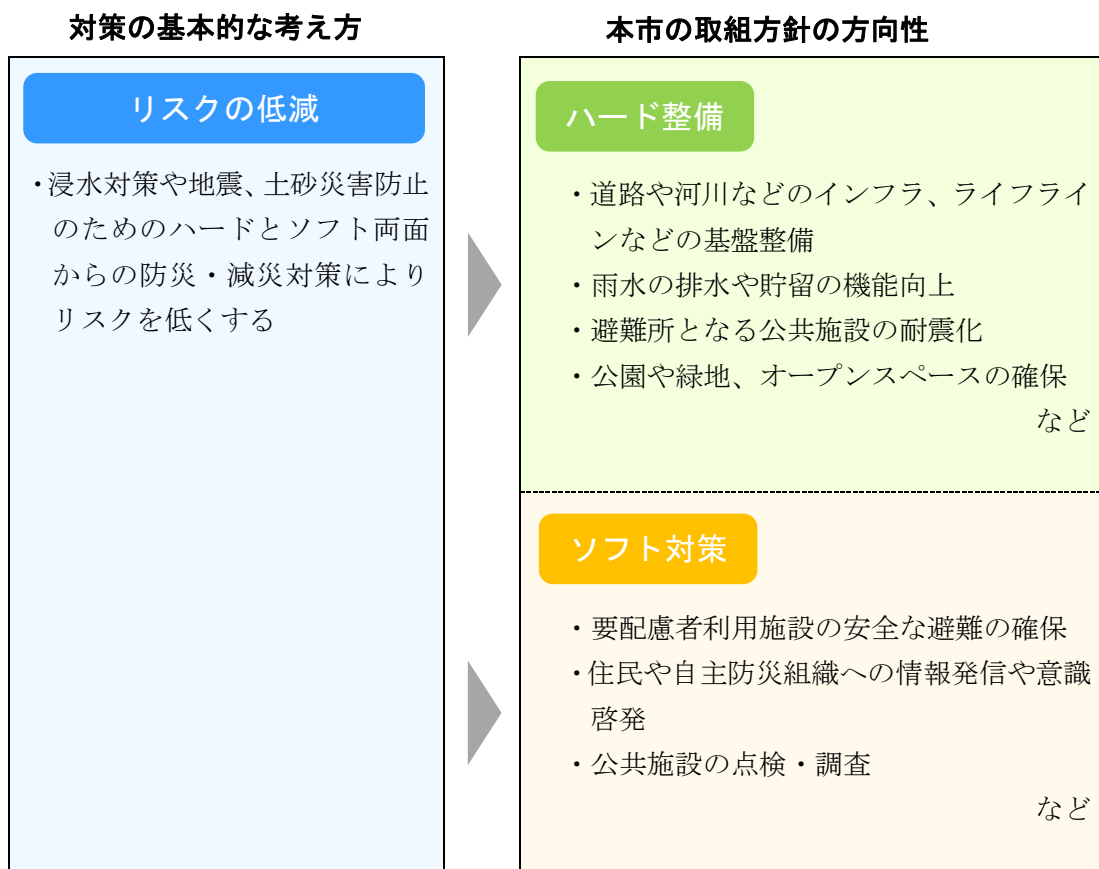 対策の基本的な考え方
リスクの低減
・浸水対策や地震、土砂災害防止
のためのハードとソフト両面
からの防災・減災対策により
リスクを低くする
本市の取組方針の方向性
ハード整備
・道路や河川などのインフラ、ライフライ
ンなどの基盤整備
・雨水の排水や貯留の機能向上
・避難所となる公共施設の耐震化
・公園や緑地、オープンスペースの確保
など
ソフト対策
・要配慮者利用施設の安全な避難の確保
・住民や自主防災組織への情報発信や意識
啓発
・公共施設の点検・調査
など